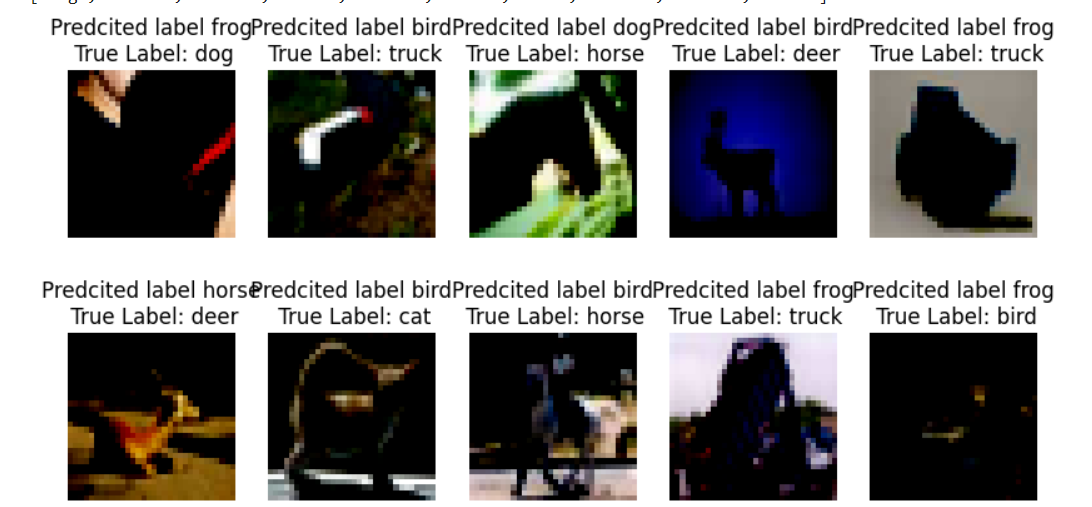 Predcited label frog
True Label: dog
Predcited label bird
True Label: truck
Predcited label dog
True Label: horse
Predcited label bird
True Label: deer
Predcited label frog
True Label: truck
Predcited label horse
True Label: deer
Predcited label bird
True Label: cat
Predcited label bird
True Label: horse
Predcited label frog
True Label: truck
Predcited label frog
True Label: bird